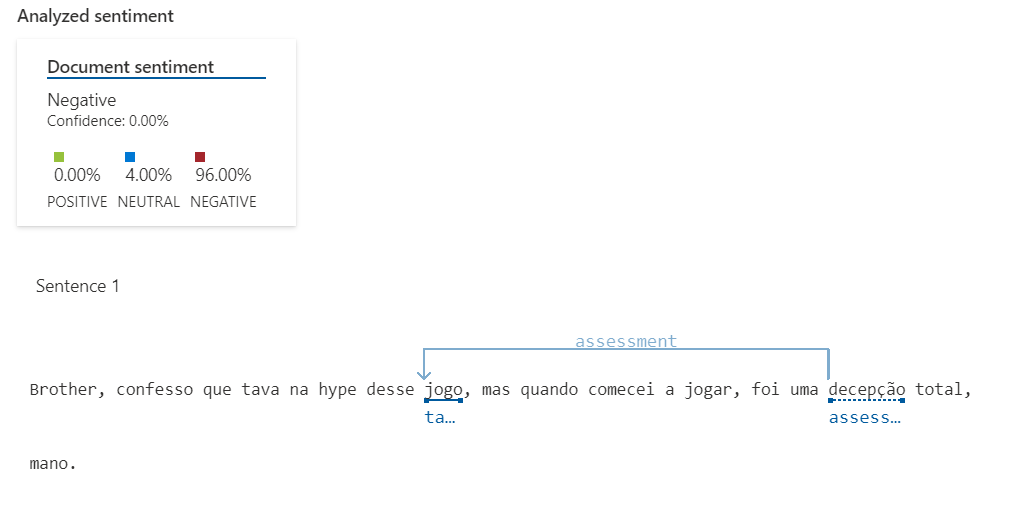 Analyzed sentiment
Document sentiment
Negative
Confidence: 0.00%
0.00% 4.00% 96.00%
POSITIVE NEUTRAL NEGATIVE
Sentence 1
assessment
Brother, confesso que tava na hype desse jogo, mas quando comecei a jogar, foi uma decepção total,
ta… assess…
mano.